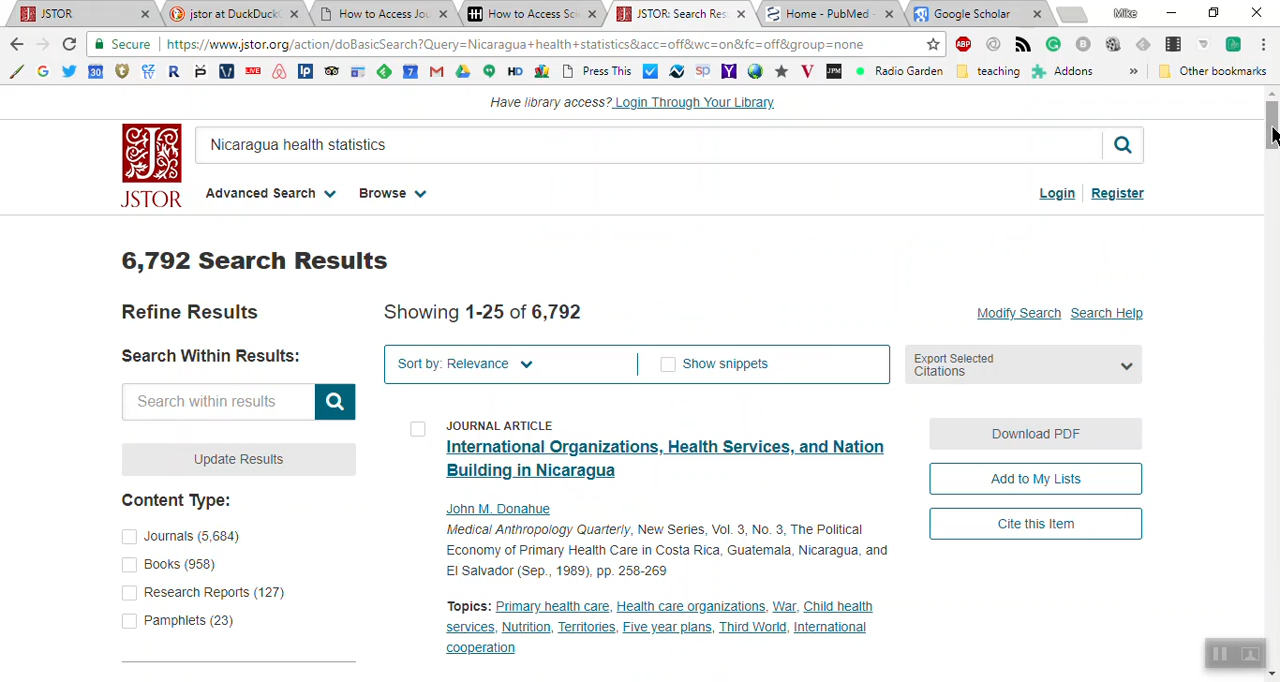 JSTOR
jstor at DuckDuck
How to Access Jo
How to Access Sci
JSTOR: Search Res
Home - PubMed -
Google Scholar
Mike
Secure
https://www.jstor.org/action/doBasicSearch?Query=Nicaragua+health+statistics&acc=off&wc=on&fc=off&group=none
Press This
Radio Garden
teaching
Addons
»
Other bookmarks
Have library access? Login Through Your Library
JSTOR
Nicaragua health statistics
Advanced Search
Browse
Login
Register
6,792 Search Results
Refine Results
Showing 1-25 of 6,792
Modify Search
Search Help
Search Within Results:
Sort by: Relevance
Show snippets
Export Selected
Citations
Search within results
Update Results
JOURNAL ARTICLE
International Organizations, Health Services, and Nation
Building in Nicaragua
Download PDF
Add to My Lists
Cite this Item
Content Type:
Journals (5,684)
Books (958)
Research Reports (127)
Pamphlets (23)
John M. Donahue
Medical Anthropology Quarterly, New Series, Vol. 3, No. 3, The Political
Economy of Primary Health Care in Costa Rica, Guatemala, Nicaragua, and
El Salvador (Sep., 1989), pp. 258-269
Topics: Primary health care, Health care organizations, War, Child health
services, Nutrition, Territories, Five year plans, Third World, International
cooperation